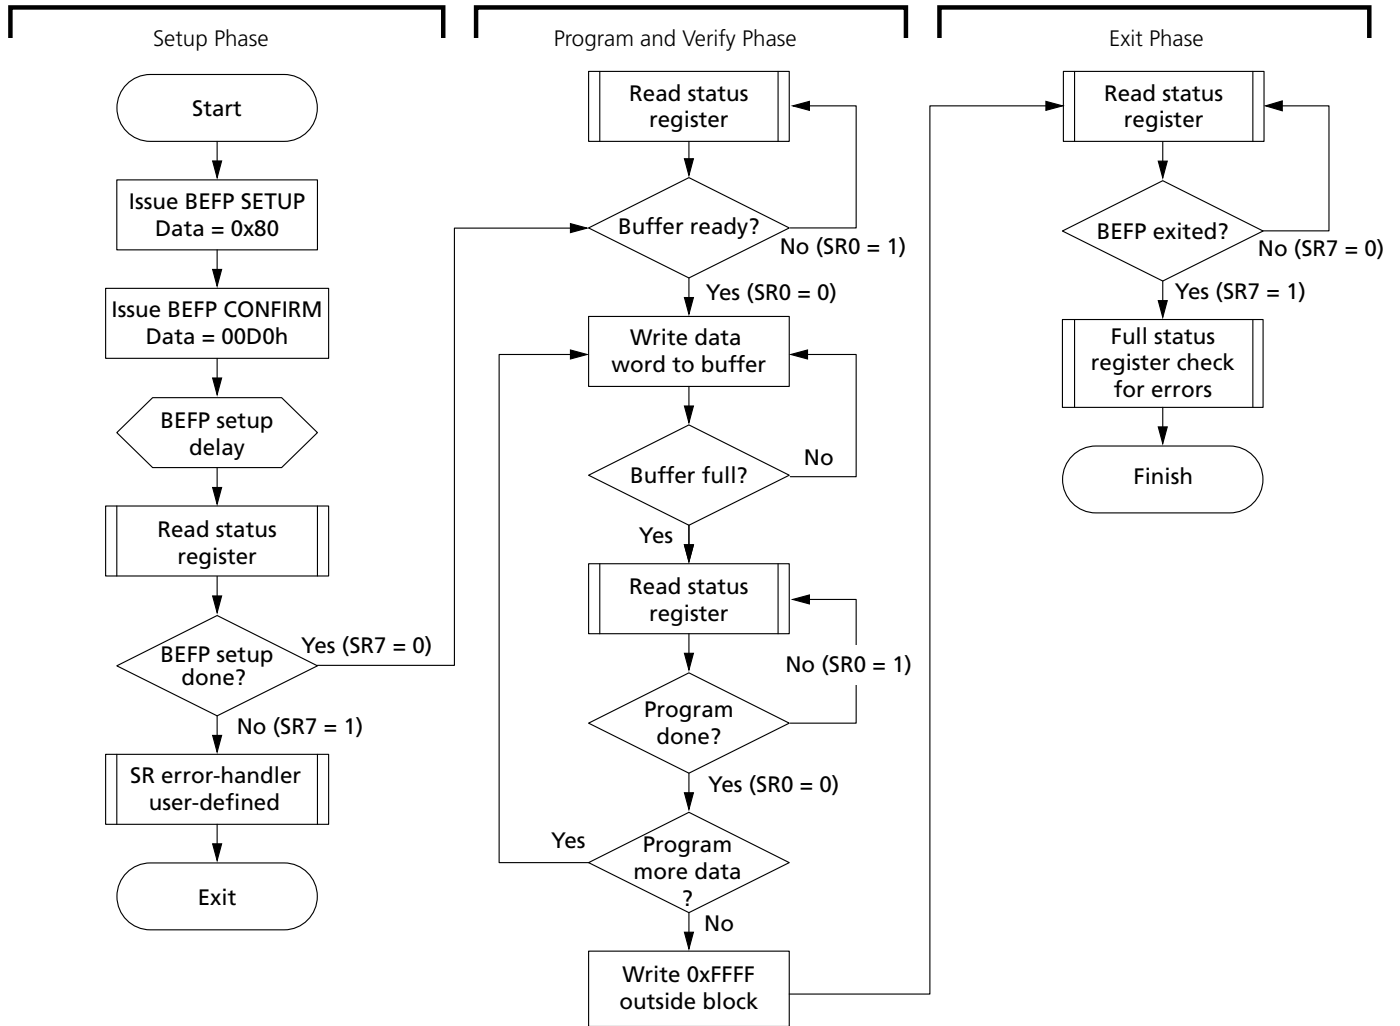 Setup Phase
Start
Issue BEFP SETUP
Data = 0x80
Issue BEFP CONFIRM
Data = 00D0h
BEFP setup
delay
Read status
register
BEFP setup
done?
Yes (SR7 = 0)
No (SR7 = 1)
SR error-handler
user-defined
Exit
Program and Verify Phase
Read status
register
Buffer ready?
No (SR0 = 1)
Yes (SR0 = 0)
Write data
word to buffer
Buffer full?
No
Yes
Read status
register
No (SR0 = 1)
Program
done?
Yes (SR0 = 0)
Yes
Program
more data
?
No
Write 0xFFFF
outside block
Exit Phase
Read status
register
BEFP exited?
No (SR7 = 0)
Yes (SR7 = 1)
Full status
register check
for errors
Finish